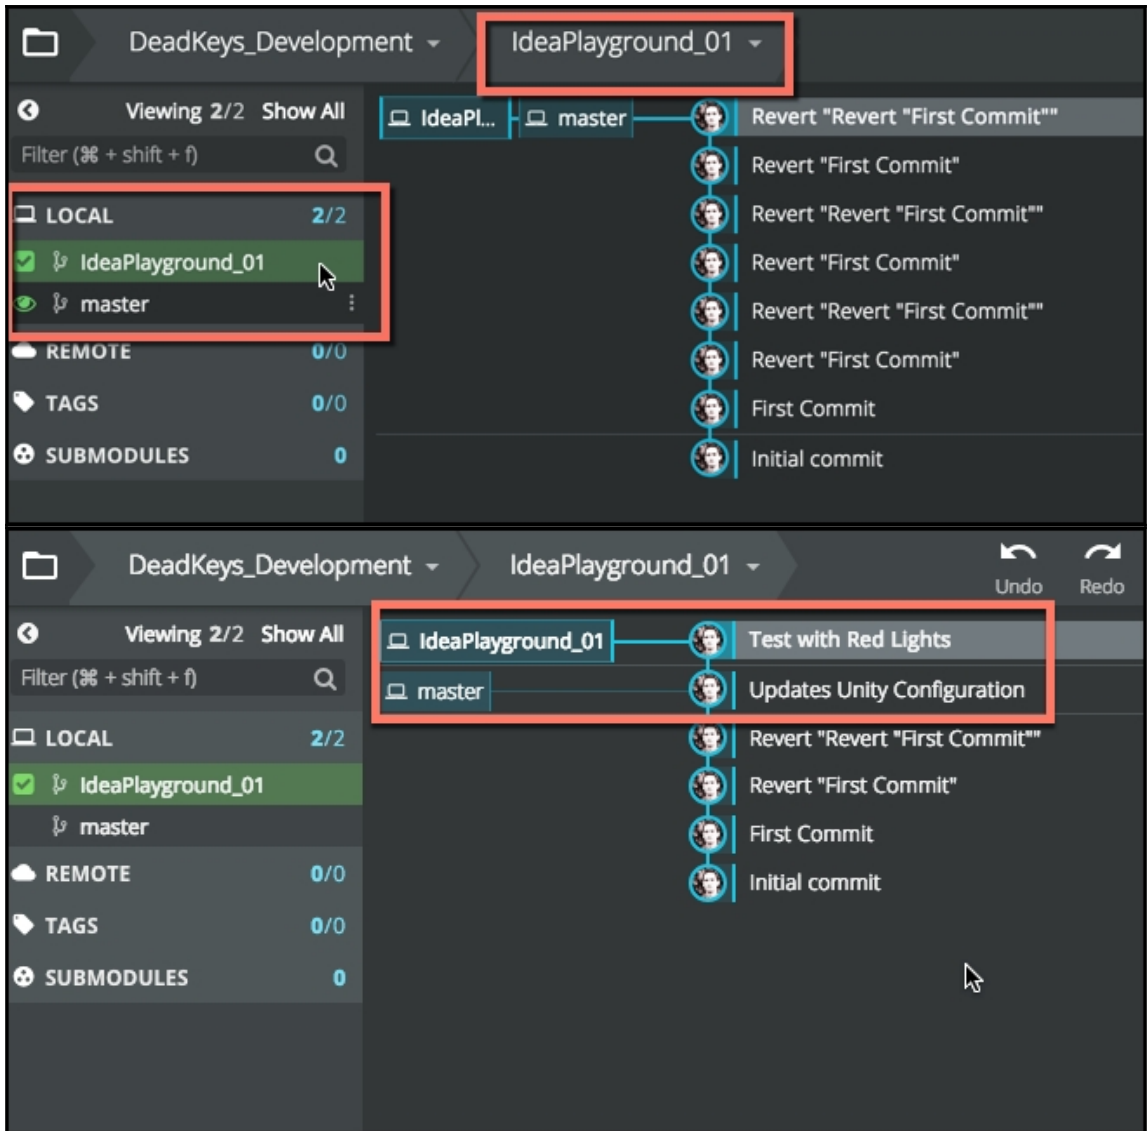 DeadKeys_Development IdeaPlayground_01
Viewing 2/2 Show All
Filter (⌘ + shift + f)
LOCAL 2/2
IdeaPlayground_01
master
REMOTE 0/0
TAGS 0/0
SUBMODULES 0
IdeaPl... master Revert "Revert "First Commit""
Revert "First Commit"
Revert "Revert "First Commit""
Revert "First Commit"
Revert "Revert "First Commit""
Revert "First Commit"
First Commit
Initial commit
DeadKeys_Development IdeaPlayground_01
Undo Redo
Viewing 2/2 Show All
Filter (⌘ + shift + f)
LOCAL 2/2
IdeaPlayground_01
master
REMOTE 0/0
TAGS 0/0
SUBMODULES 0
IdeaPlayground_01 Test with Red Lights
master Updates Unity Configuration
Revert "Revert "First Commit""
Revert "First Commit"
First Commit
Initial commit